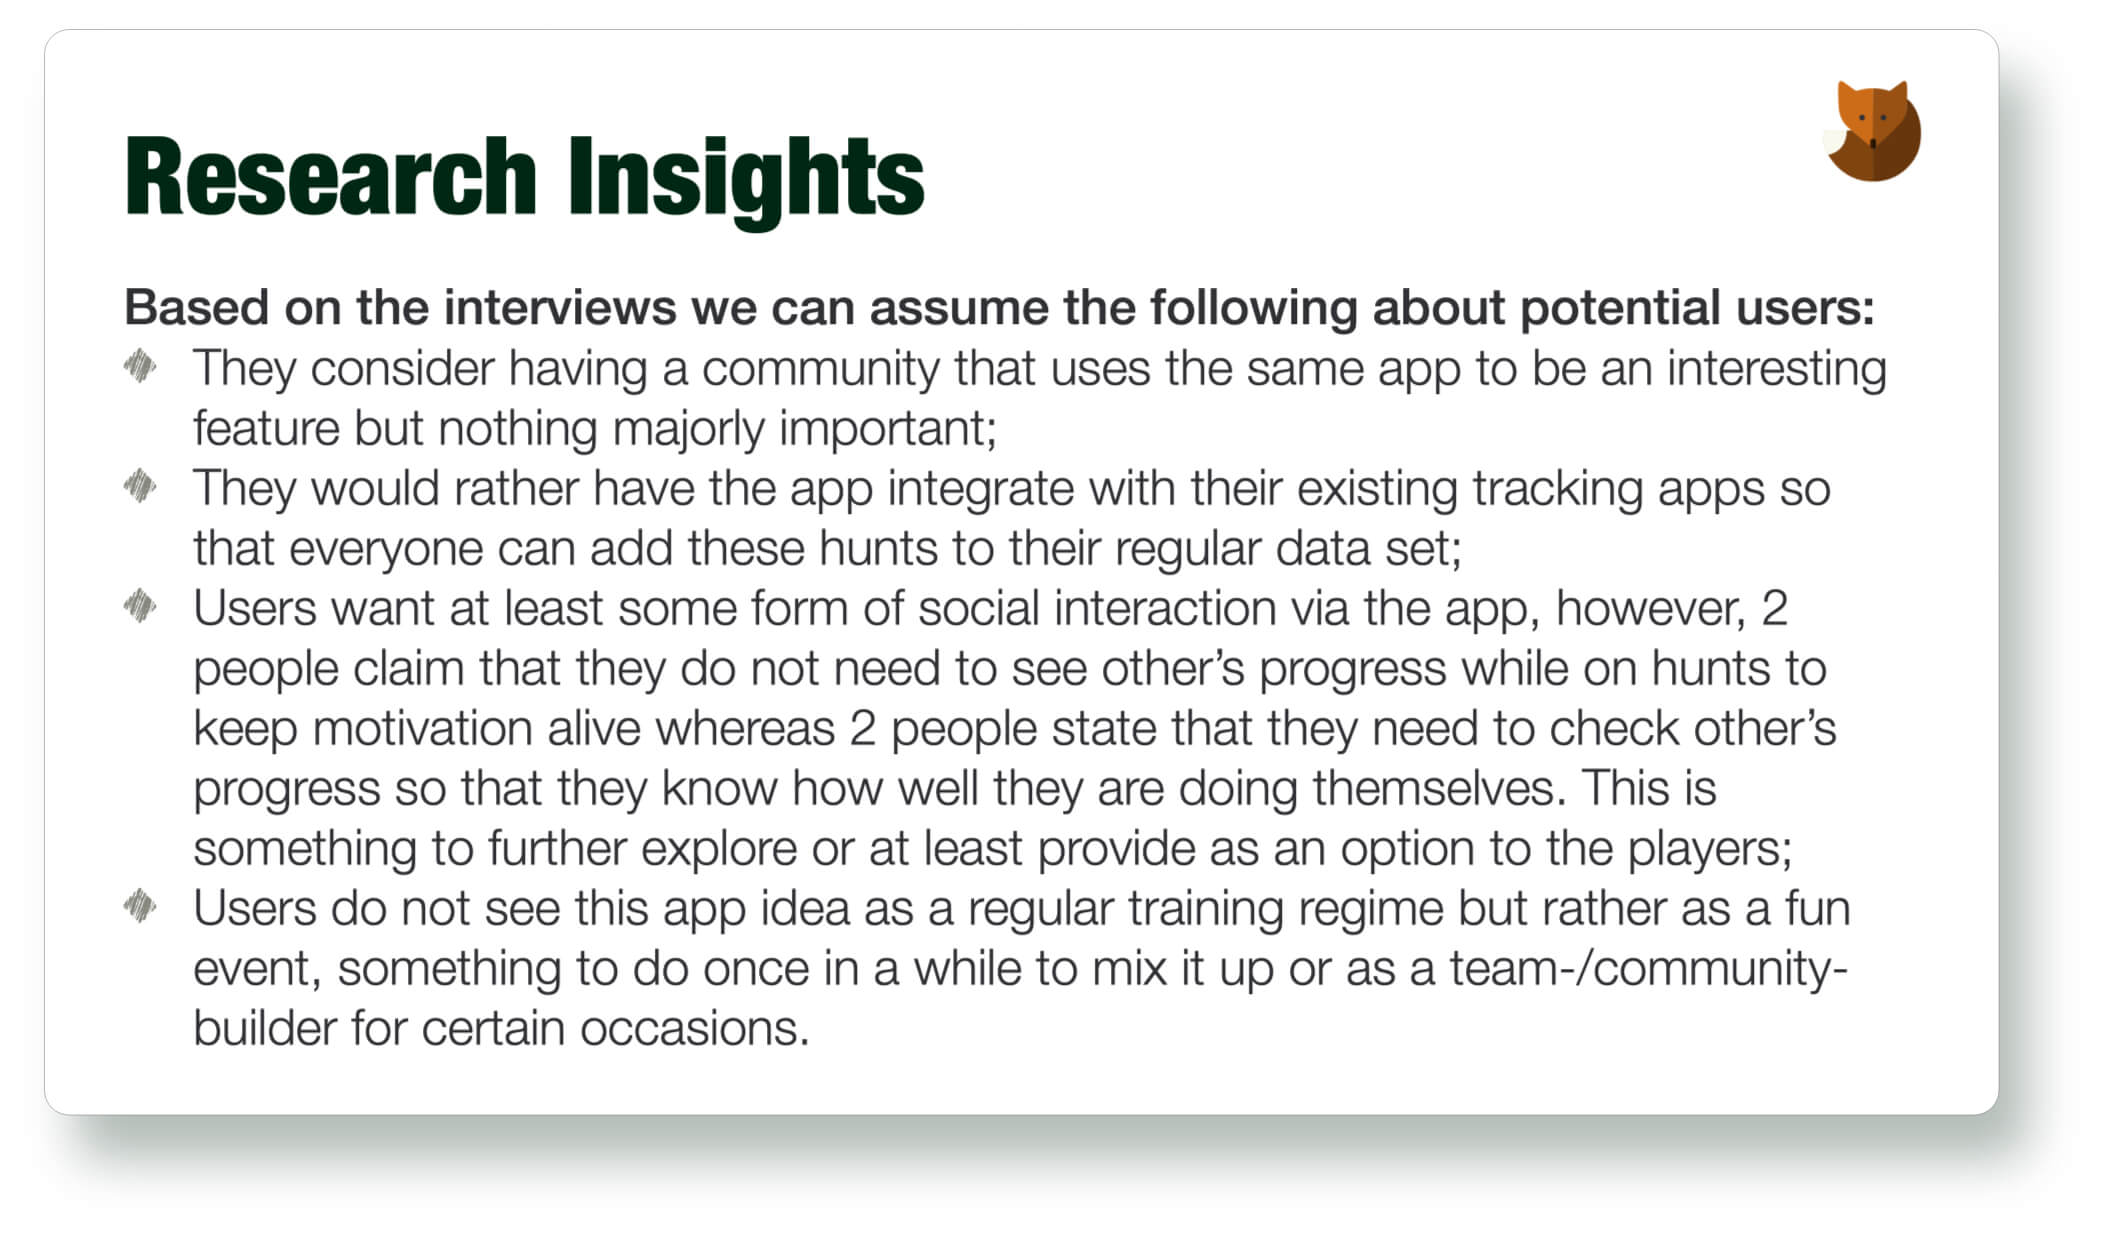 Research Insights
Based on the interviews we can assume the following about potential users:
They consider having a community that uses the same app to be an interesting
feature but nothing majorly important;
They would rather have the app integrate with their existing tracking apps so
that everyone can add these hunts to their regular data set;
Users want at least some form of social interaction via the app, however, 2
people claim that they do not need to see other’s progress while on hunts to
keep motivation alive whereas 2 people state that they need to check other’s
progress so that they know how well they are doing themselves. This is
something to further explore or at least provide as an option to the players;
Users do not see this app idea as a regular training regime but rather as a fun
event, something to do once in a while to mix it up or as a team-/community-
builder for certain occasions.